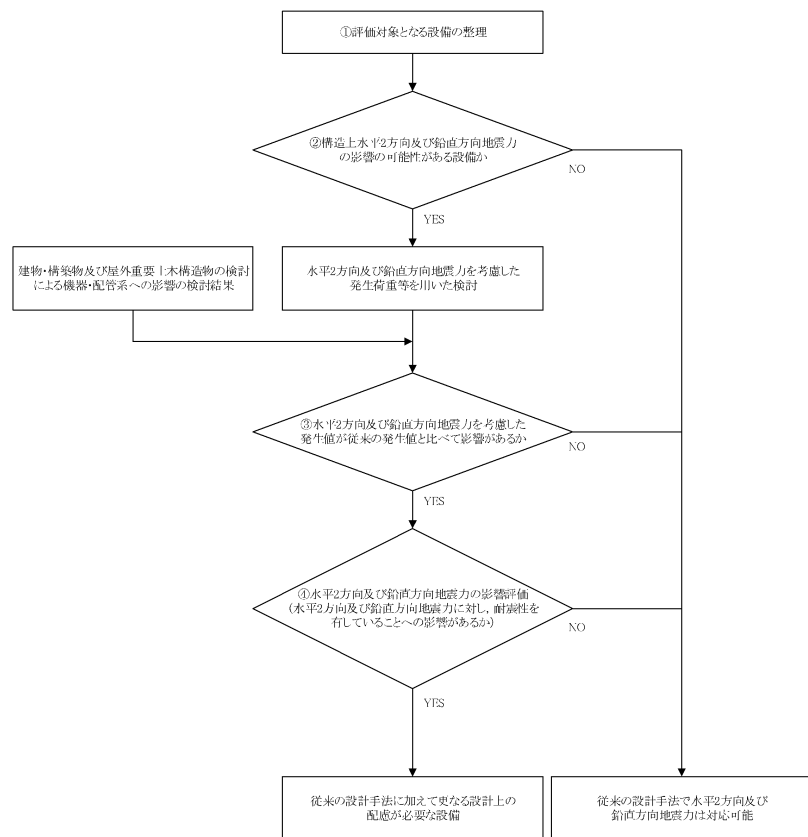 ①評価対象となる設備の整理
②構造上水平2方向及び鉛直方向地震力
の影響の可能性がある設備か
NO
YES
建物・構築物及び屋外重要土木構造物の検討
による機器・配管系への影響の検討結果
水平2方向及び鉛直方向地震力を考慮した
発生荷重等を用いた検討
③水平2方向及び鉛直方向地震力を考慮した
発生値が従来の発生値と比べて影響があるか
NO
YES
④水平2方向及び鉛直方向地震力の影響評価
(水平2方向及び鉛直方向地震力に対し，耐震性を
有していることへの影響があるか)
NO
YES
従来の設計手法に加えて更なる設計上の
配慮が必要な設備
従来の設計手法で水平2方向及び
鉛直方向地震力は対応可能